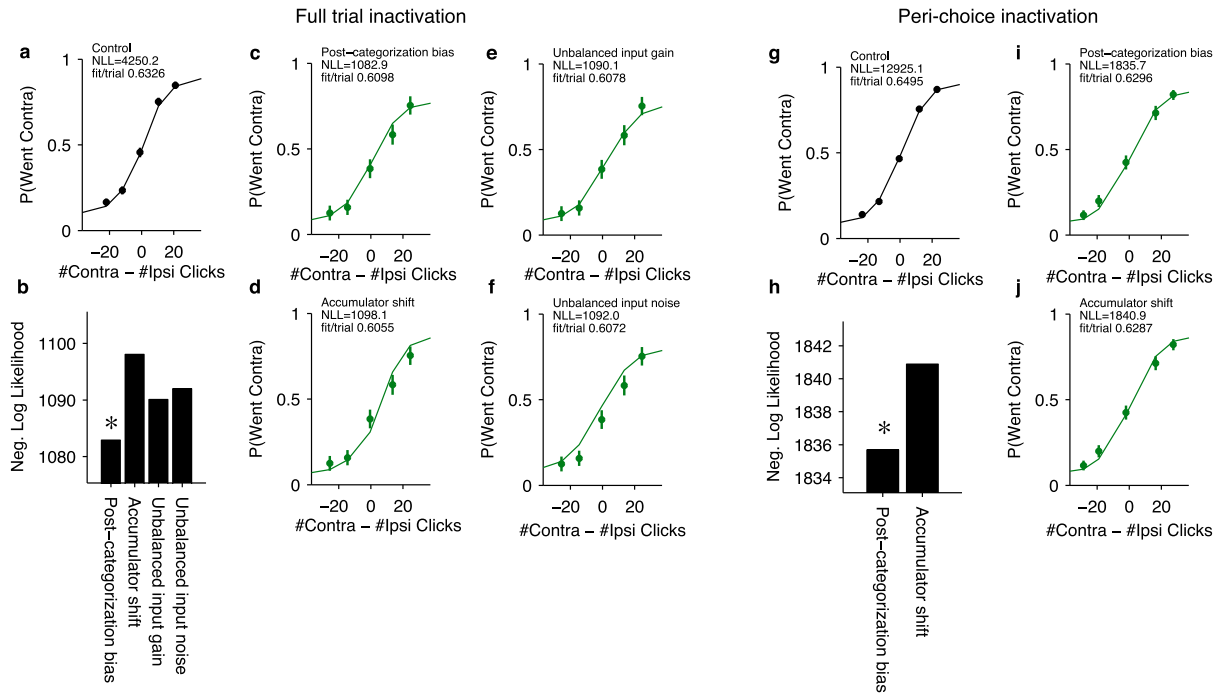 Full trial inactivation
Peri-choice inactivation
a
Control
NLL=4250.2
fit/trial 0.6326
P(Went Contra)
1
0.5
0
−20 0 20
#Contra − #Ipsi Clicks
c
Post−categorization bias
NLL=1082.9
fit/trial 0.6098
P(Went Contra)
1
0.5
0
−20 0 20
#Contra − #Ipsi Clicks
e
Unbalanced input gain
NLL=1090.1
fit/trial 0.6078
P(Went Contra)
1
0.5
0
−20 0 20
#Contra − #Ipsi Clicks
g
Control
NLL=12925.1
fit/trial 0.6495
P(Went Contra)
1
0.5
0
−20 0 20
#Contra − #Ipsi Clicks
i
Post−categorization bias
NLL=1835.7
fit/trial 0.6296
P(Went Contra)
1
0.5
0
−20 0 20
#Contra − #Ipsi Clicks
b
Neg. Log Likelihood
1100
1090
1080
*
Post−categorization bias
Accumulator shift
Unbalanced input gain
Unbalanced input noise
d
Accumulator shift
NLL=1098.1
fit/trial 0.6055
P(Went Contra)
1
0.5
0
−20 0 20
#Contra − #Ipsi Clicks
f
Unbalanced input noise
NLL=1092.0
fit/trial 0.6072
P(Went Contra)
1
0.5
0
−20 0 20
#Contra − #Ipsi Clicks
h
Neg. Log Likelihood
1842
1840
1838
1836
1834
*
Post−categorization bias
Accumulator shift
j
Accumulator shift
NLL=1840.9
fit/trial 0.6287
P(Went Contra)
1
0.5
0
−20 0 20
#Contra − #Ipsi Clicks